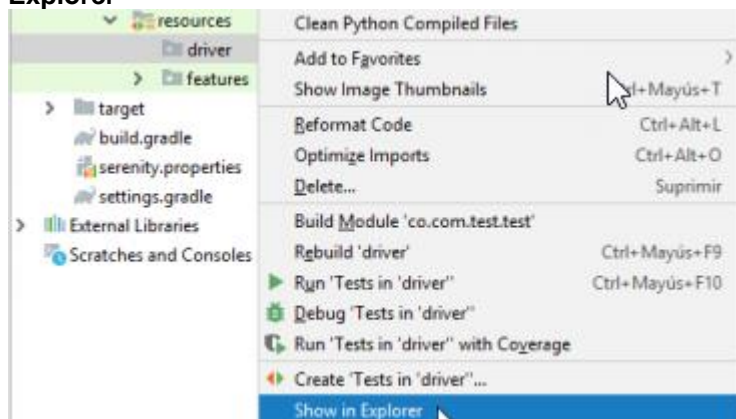 Explorer
resources
driver
features
target
build.gradle
serenity.properties
settings.gradle
External Libraries
Scratches and Consoles
Clean Python Compiled Files
Add to Favorites
Show Image Thumbnails Ctrl+Mayús+T
Reformat Code Ctrl+Alt+L
Optimize Imports Ctrl+Alt+O
Delete... Suprimir
Build Module 'co.com.test.test'
Rebuild 'driver' Ctrl+Mayús+F9
Run 'Tests in 'driver'' Ctrl+Mayús+F10
Debug 'Tests in 'driver''
Run 'Tests in 'driver'' with Coverage
Create 'Tests in 'driver''...
Show in Explorer